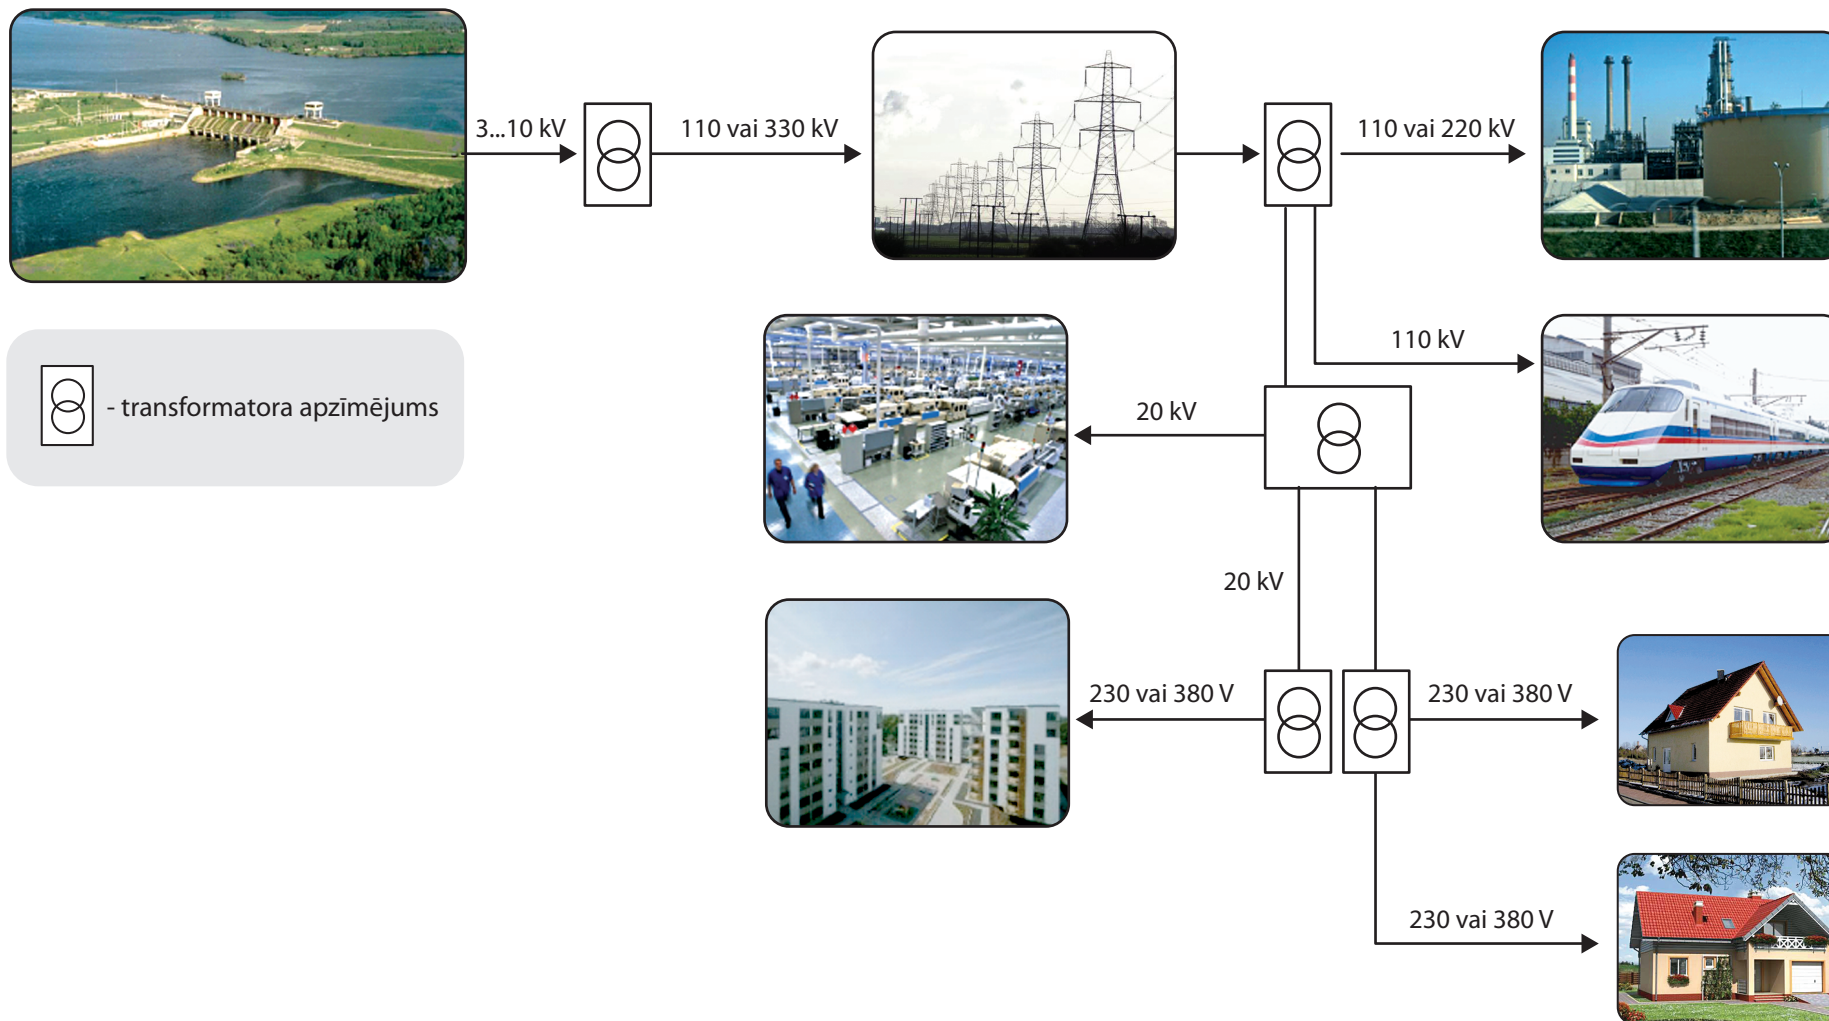 3...10 kV
110 vai 330 kV
110 vai 220 kV
110 kV
- transformatora apzīmējums
20 kV
20 kV
230 vai 380 V
230 vai 380 V
230 vai 380 V